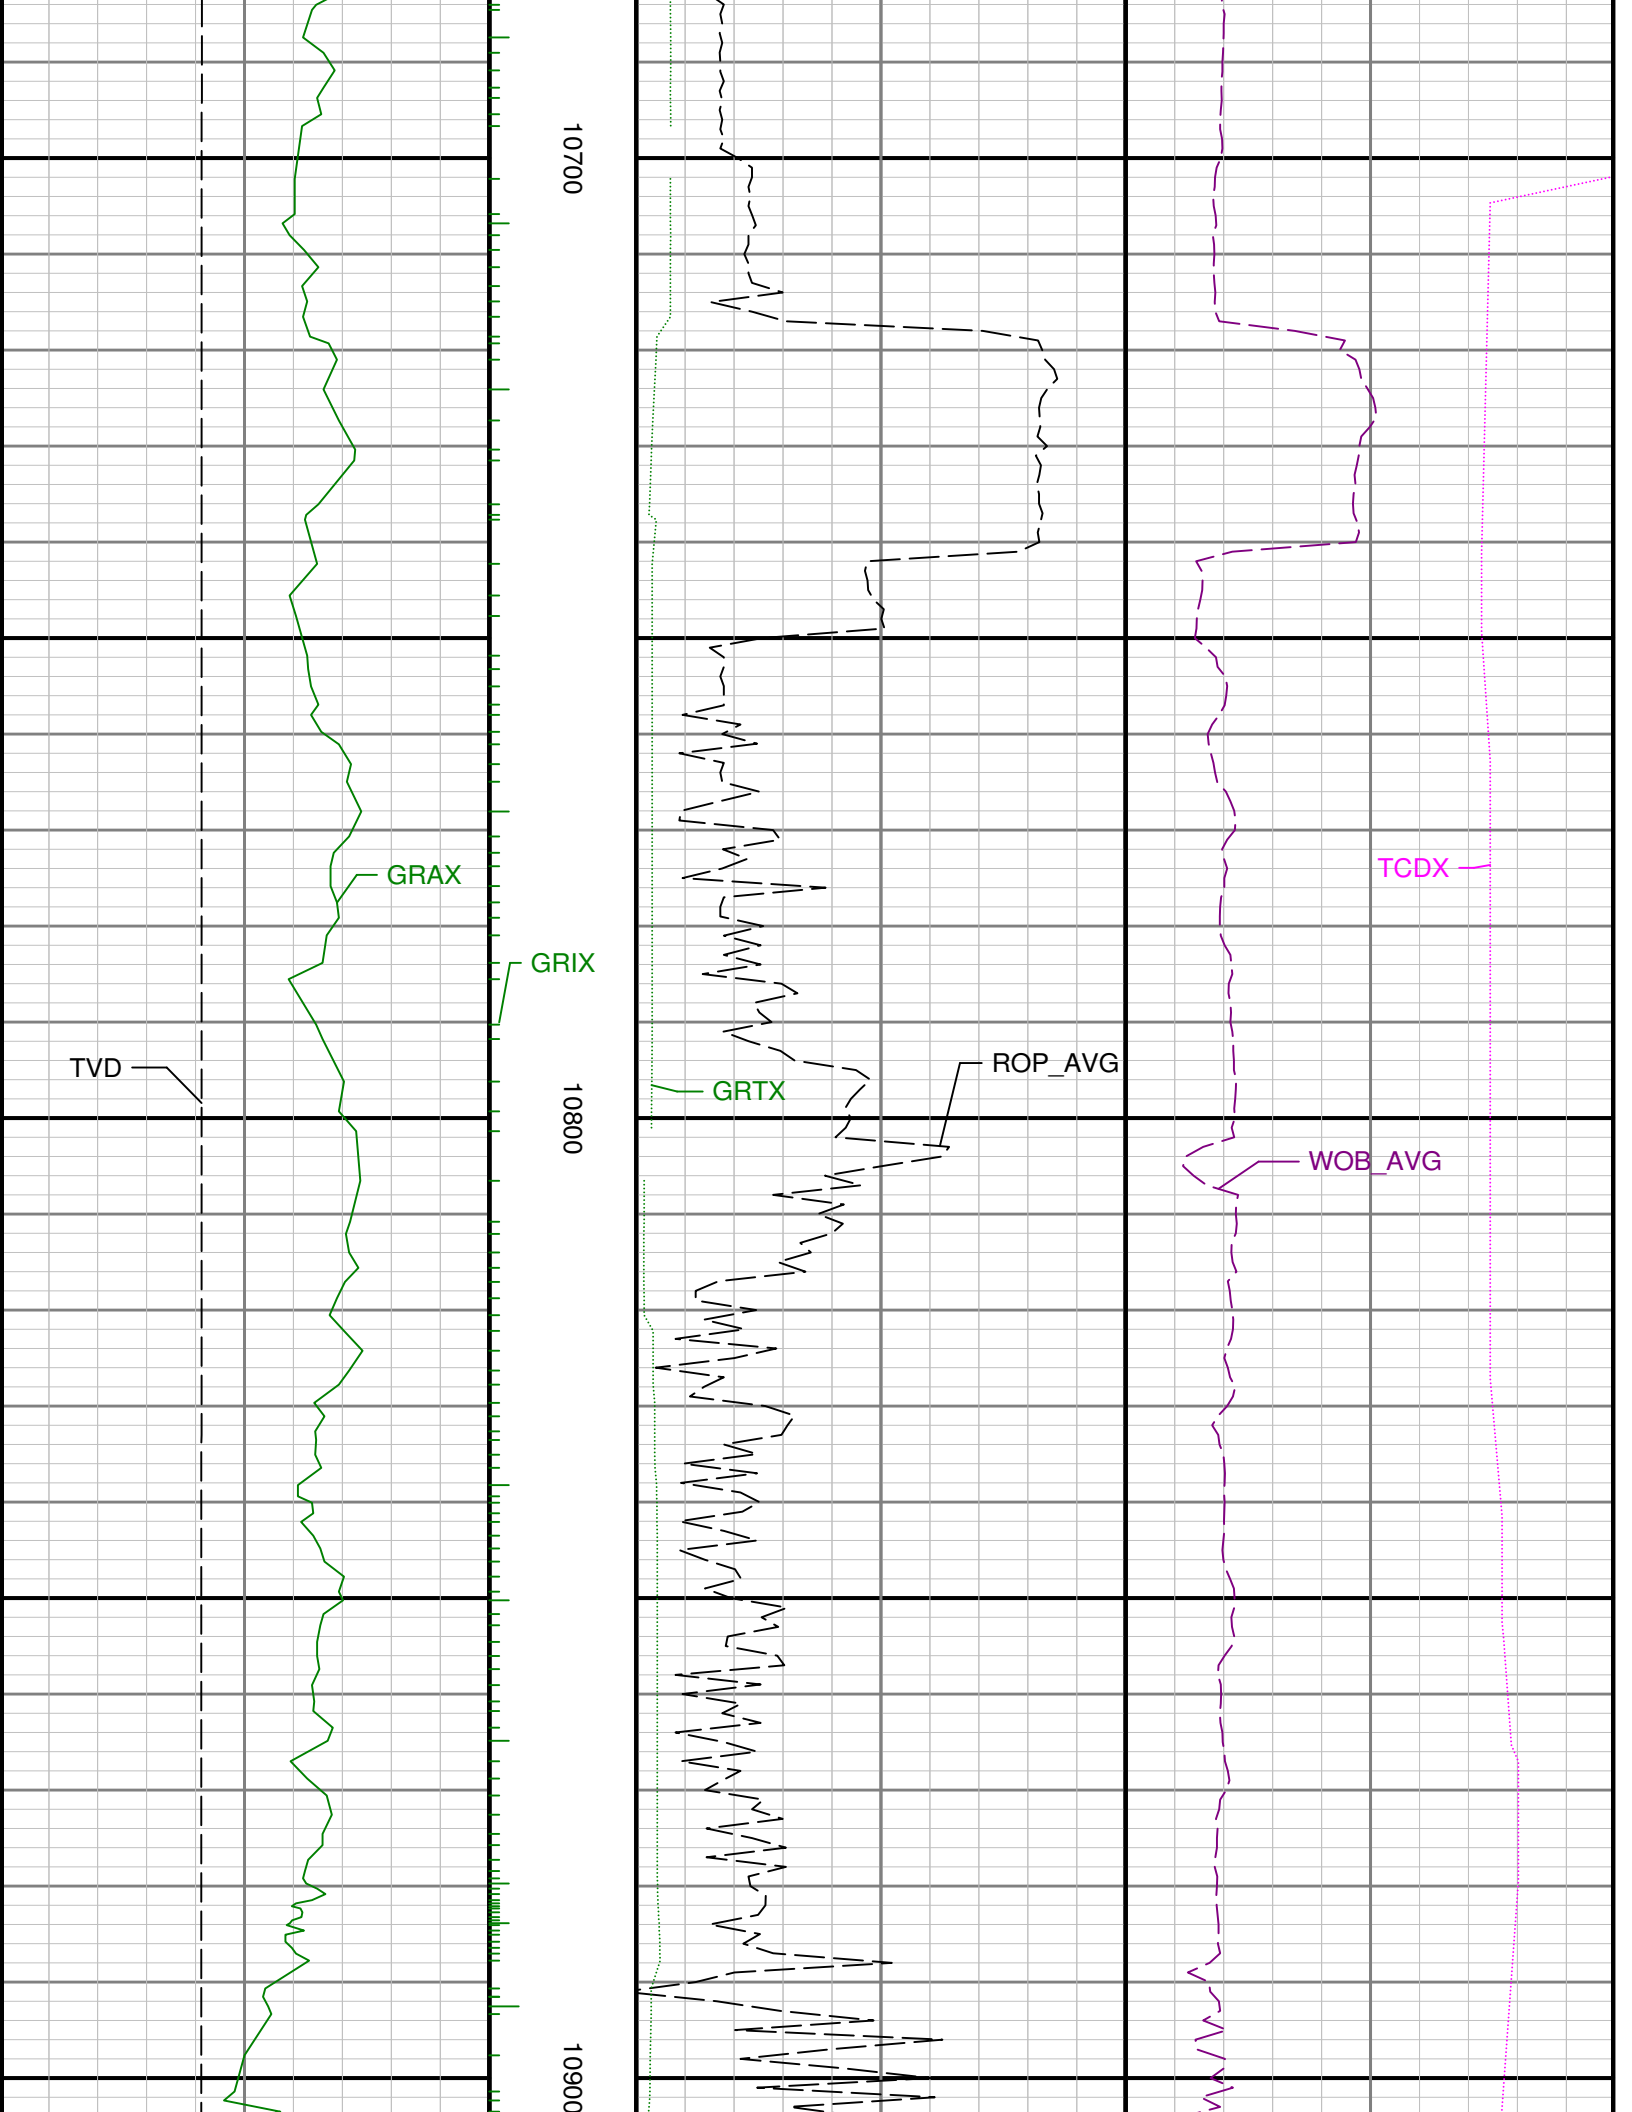 10700
GRAX
TCDX
GRIX
TVD
ROP_AVG
GRTX
10800
WOB_AVG
10900